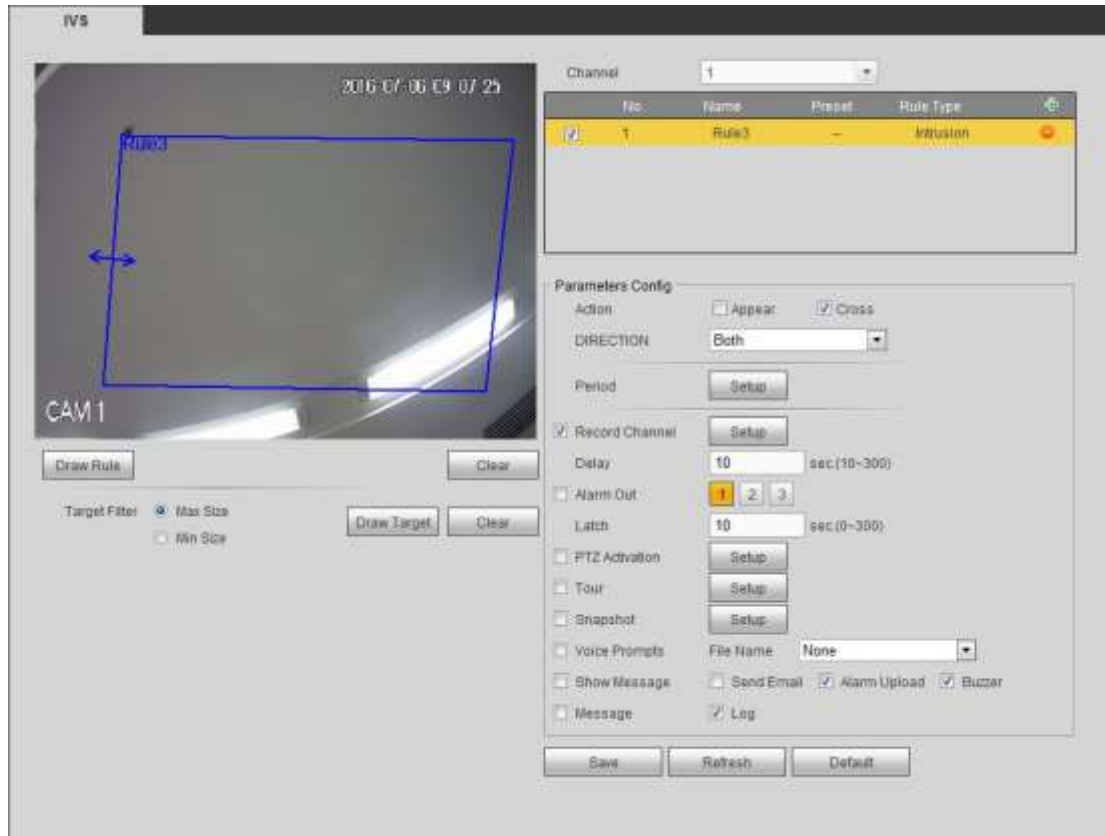 IVS
2016-07-06 09 07 25
Rule3
CAM 1
Draw Rule Clear
Target Filter Max Size
Min Size
Draw Target Clear
Channel 1
No. Name Preset Rule Type
1 Rule3 -- Intrusion
Parameters Config
Action Appear Cross
DIRECTION Both
Period Setup
Record Channel Setup
Delay 10 sec.(10~300)
Alarm Out 1 2 3
Latch 10 sec.(0~300)
PTZ Activation Setup
Tour Setup
Snapshot Setup
Voice Prompts File Name None
Show Message Send Email Alarm Upload Buzzer
Message Log
Save Refresh Default